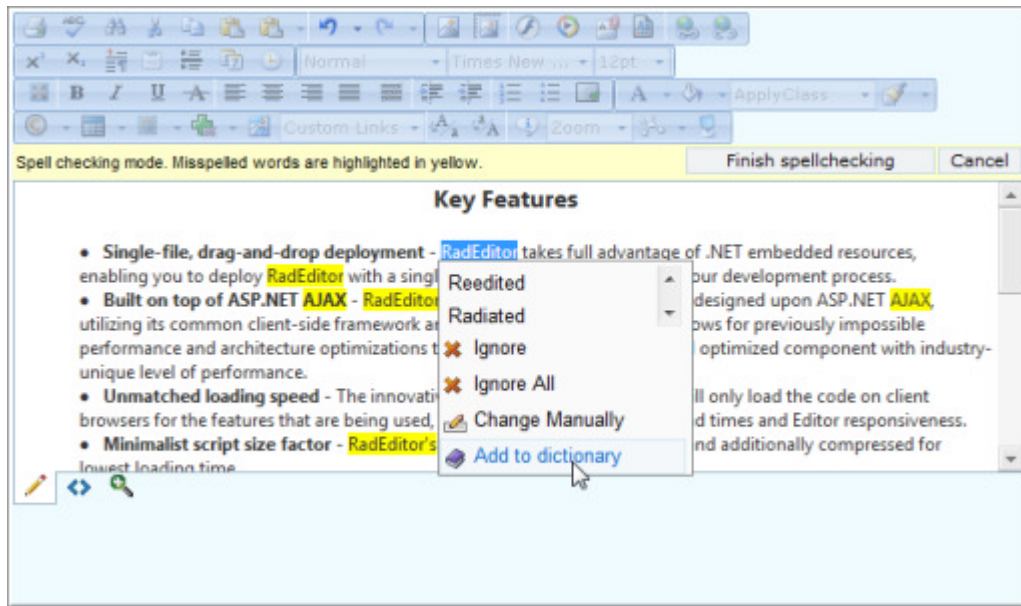 ABC
Normal Times New ... 12pt
B I U A A ApplyClass
Custom Links Zoom
Spell checking mode. Misspelled words are highlighted in yellow. Finish spellchecking Cancel
Key Features
• Single-file, drag-and-drop deployment - RadEditor takes full advantage of .NET embedded resources,
enabling you to deploy RadEditor with a singl our development process.
• Built on top of ASP.NET AJAX - RadEditor designed upon ASP.NET AJAX,
utilizing its common client-side framework ar ows for previously impossible
performance and architecture optimizations t optimized component with industry-
unique level of performance.
• Unmatched loading speed - The innovativ ll only load the code on client
browsers for the features that are being used, d times and Editor responsiveness.
• Minimalist script size factor - RadEditor's nd additionally compressed for
lowest loading time
Reedited
Radiated
Ignore
Ignore All
Change Manually
Add to dictionary